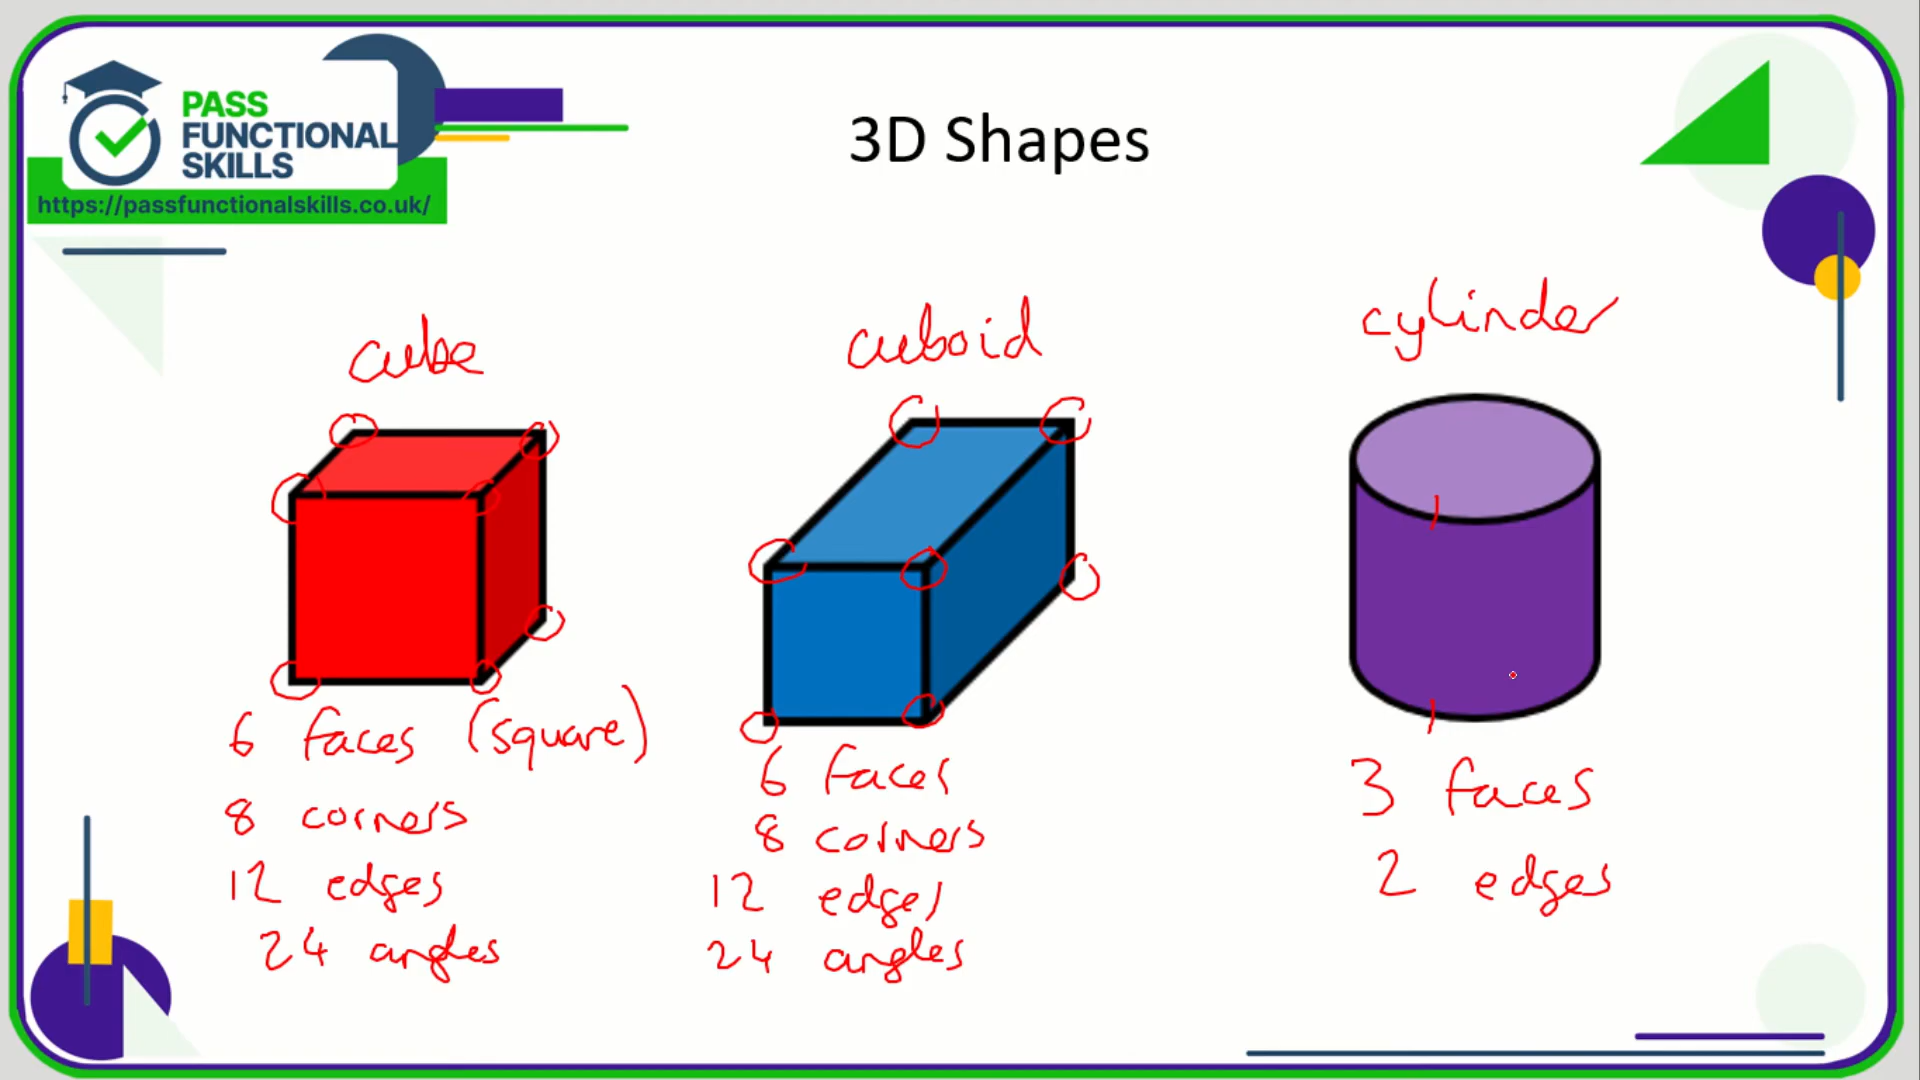 PASS
FUNCTIONAL
SKILLS
https://passfunctionalskills.co.uk/
3D Shapes
cube
6 faces (square)
8 corners
12 edges
24 angles
cuboid
6 faces
8 corners
12 edges
24 angles
cylinder
3 faces
2 edges